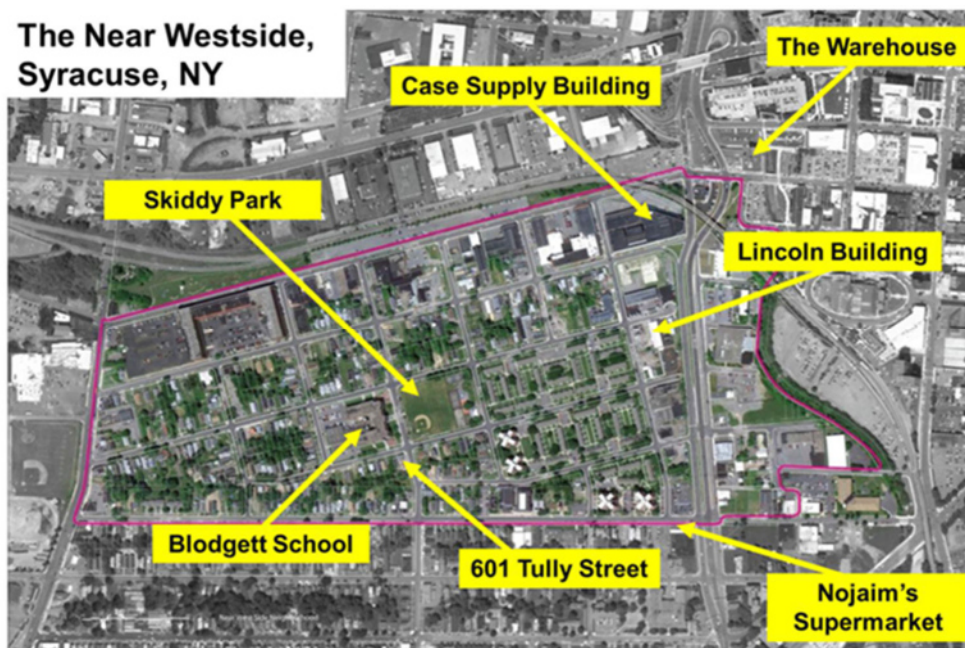 The Near Westside,
Syracuse, NY
The Warehouse
Case Supply Building
Skiddy Park
Lincoln Building
Blodgett School
601 Tully Street
Nojaim's
Supermarket